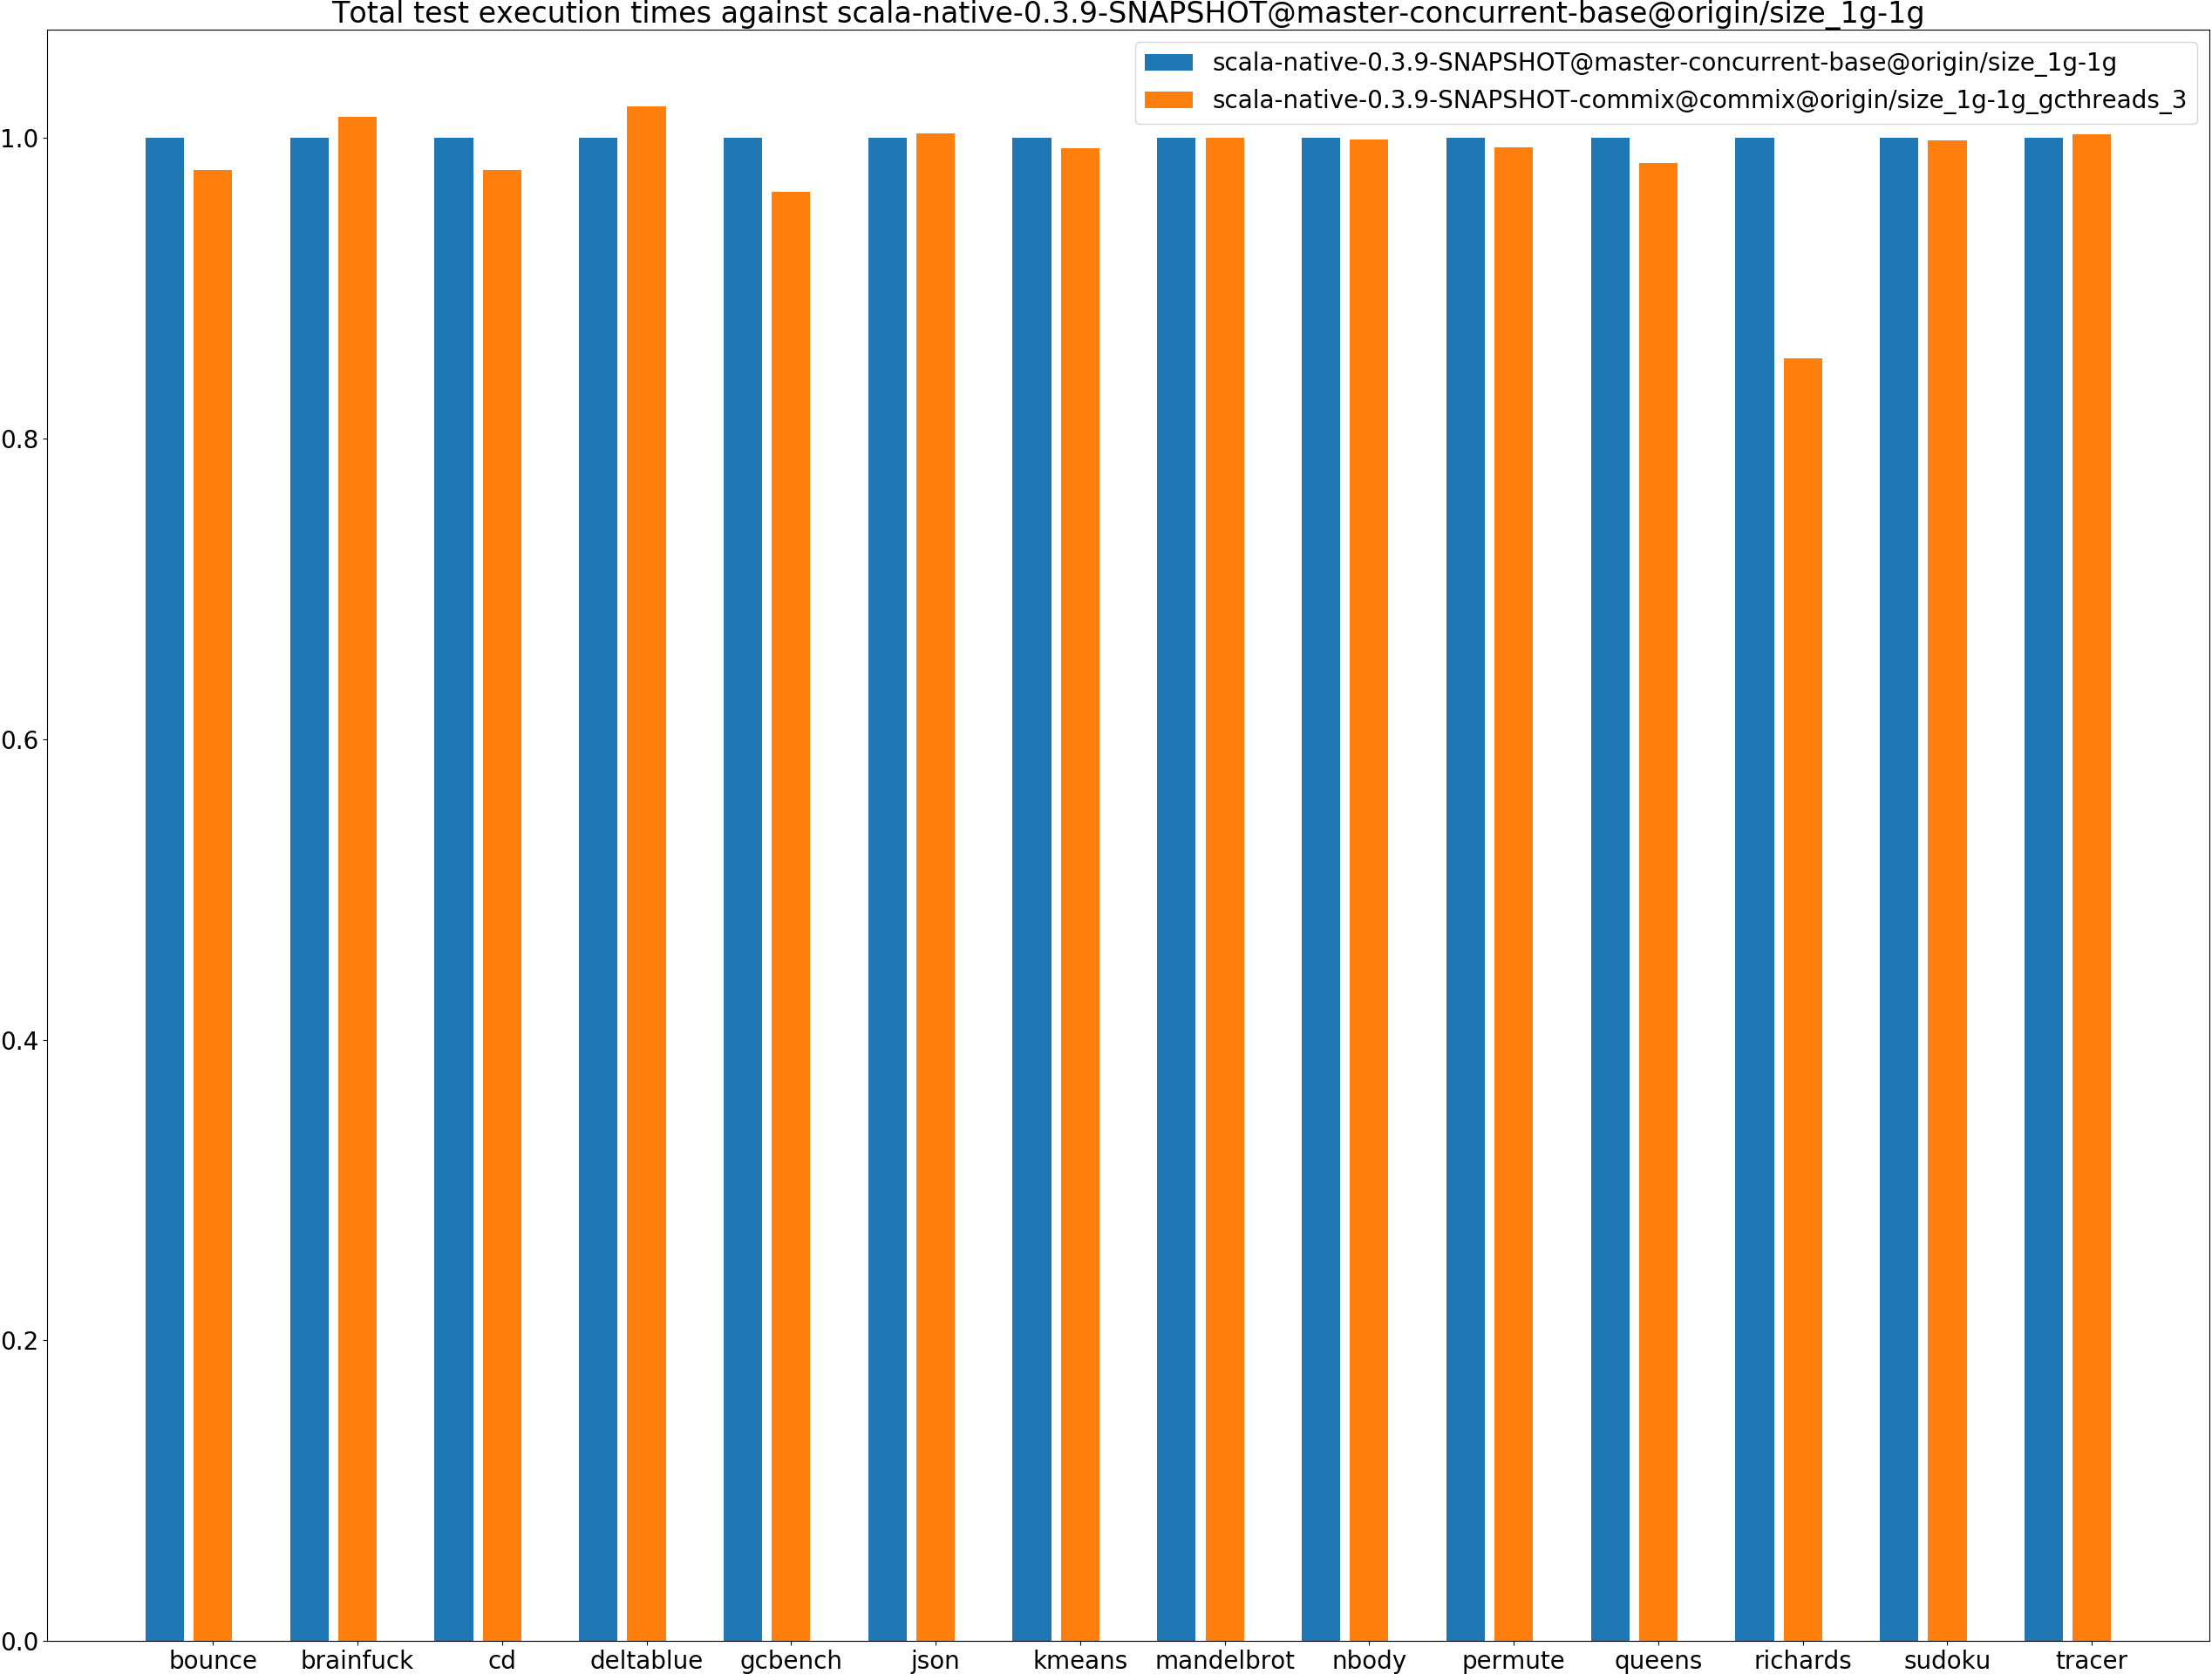 Total test execution times against scala-native-0.3.9-SNAPSHOT@master-concurrent-base@origin/size_1g-1g
scala-native-0.3.9-SNAPSHOT@master-concurrent-base@origin/size_1g-1g
scala-native-0.3.9-SNAPSHOT-commix@commix@origin/size_1g-1g_gcthreads_3
1.0
0.8
0.6
0.4
0.2
0.0
bounce brainfuck cd deltablue gcbench json kmeans mandelbrot nbody permute queens richards sudoku tracer